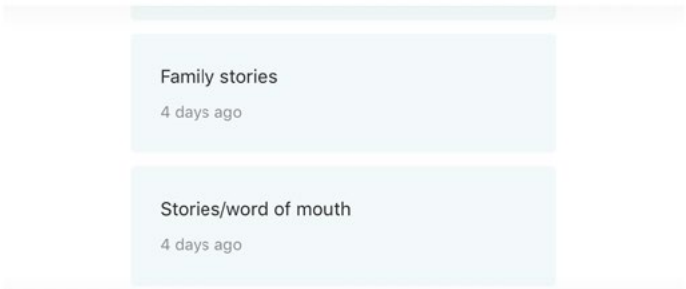 Family stories
4 days ago
Stories/word of mouth
4 days ago